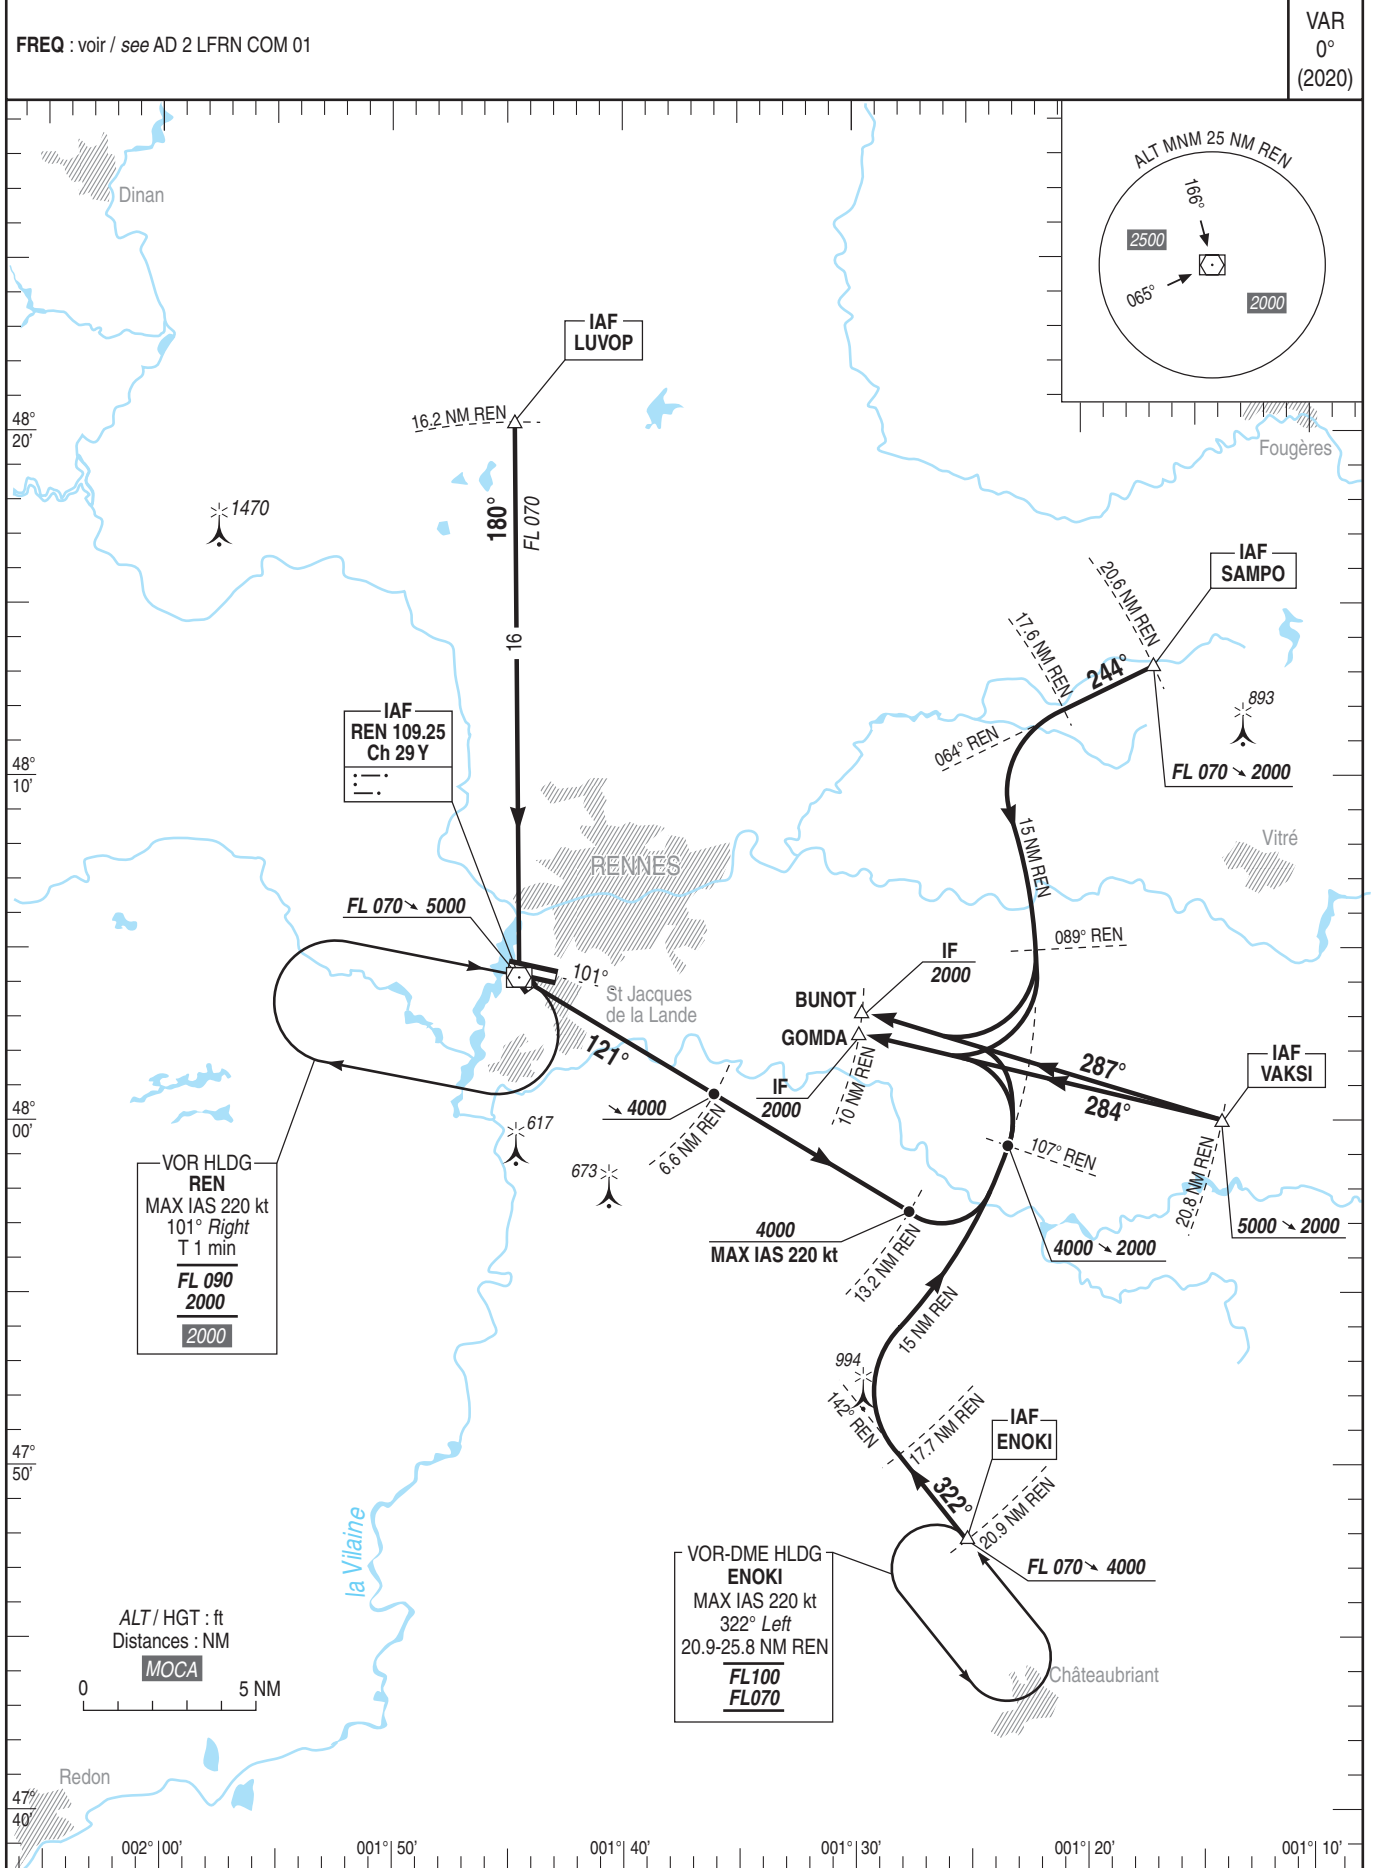 FREQ : voir / see AD 2 LFRN COM 01
VAR
0°
(2020)
ALT MNM 25 NM REN
166°
2500
065°
2000
Dinan
IAF
LUVOP
16.2 NM REN
48°
20'
Fougères
1470
180°
FL 070
16
IAF
SAMPO
20.6 NM REN
17.6 NM REN
244°
893
064° REN
FL 070 ↘ 2000
IAF
REN 109.25
Ch 29 Y
48°
10'
15 NM REN
Vitré
RENNES
FL 070 ↘ 5000
089° REN
IF
2000
101°
St Jacques
de la Lande
BUNOT
GOMDA
121°
287°
284°
IAF
VAKSI
IF
2000
10 NM REN
↘ 4000
6.6 NM REN
48°
00'
617
673
107° REN
20.8 NM REN
VOR HLDG
REN
MAX IAS 220 kt
101° Right
T 1 min
FL 090
2000
2000
4000
MAX IAS 220 kt
13.2 NM REN
4000 ↘ 2000
5000 ↘ 2000
15 NM REN
994
142° REN
17.7 NM REN
IAF
ENOKI
47°
50'
322°
20.9 NM REN
la Vilaine
VOR-DME HLDG
ENOKI
MAX IAS 220 kt
322° Left
20.9-25.8 NM REN
FL100
FL070
FL 070 ↘ 4000
ALT / HGT : ft
Distances : NM
MOCA
0 5 NM
Châteaubriant
Redon
47°
40'
002° 00' 001° 50' 001° 40' 001° 30' 001° 20' 001° 10'